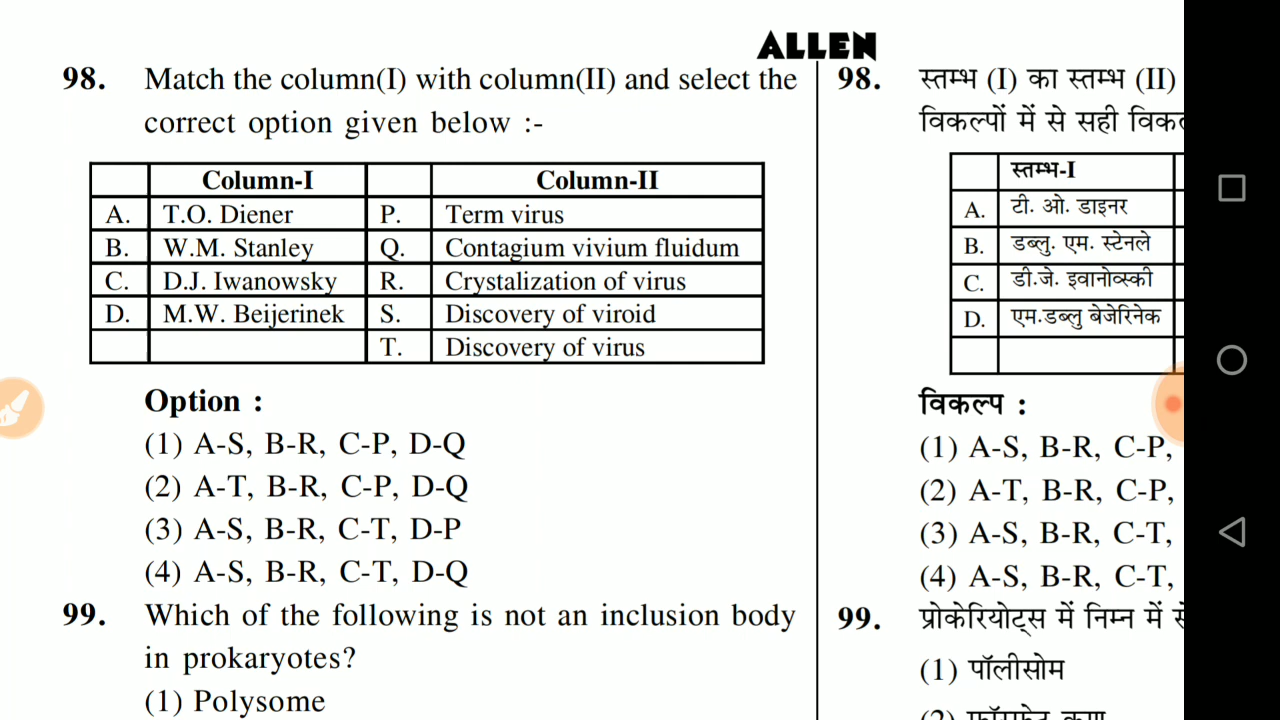 ALLEN
98. Match the column(I) with column(II) and select the
correct option given below :-
Column-I Column-II
A. T.O. Diener P. Term virus
B. W.M. Stanley Q. Contagium vivium fluidum
C. D.J. Iwanowsky R. Crystalization of virus
D. M.W. Beijerinek S. Discovery of viroid
T. Discovery of virus
Option :
(1) A-S, B-R, C-P, D-Q
(2) A-T, B-R, C-P, D-Q
(3) A-S, B-R, C-T, D-P
(4) A-S, B-R, C-T, D-Q
99. Which of the following is not an inclusion body
in prokaryotes?
(1) Polysome
98. स्तम्भ (I) का स्तम्भ (II)
विकल्पों में से सही
स्तम्भ-I
A. टी. ओ. डाइनर
B. डब्लु. एम. स्टेनले
C. डी.जे. इवानोव्स्की
D. एम.डब्लु बेजेरिनेक
विकल्प :
(1) A-S, B-R, C-P,
(2) A-T, B-R, C-P,
(3) A-S, B-R, C-T,
(4) A-S, B-R, C-T,
99. प्रोकेरियोट्स में निम्न में
(1) पॉलीसोम